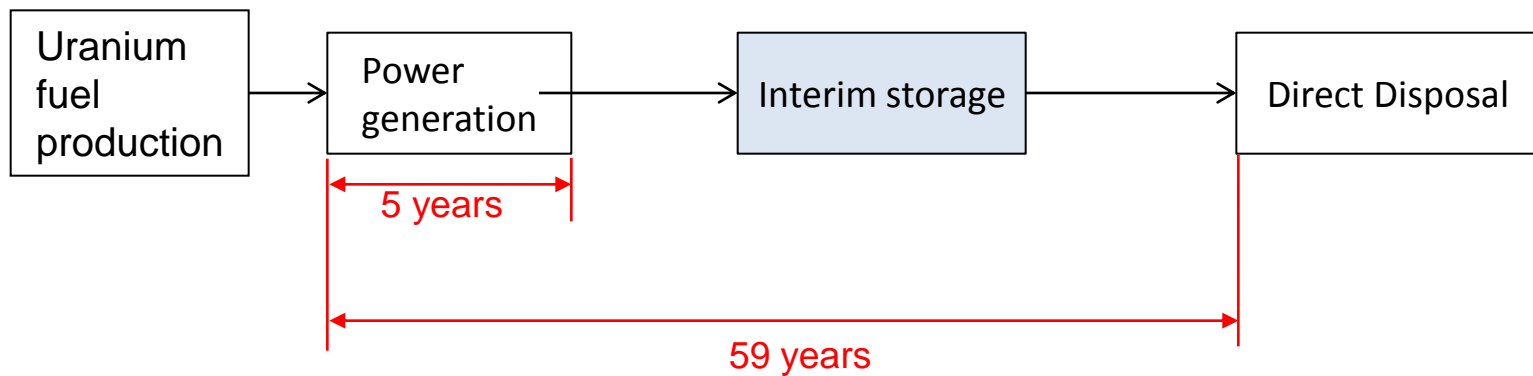 Uranium
fuel
production
Power
generation
Interim storage
Direct Disposal
5 years
59 years